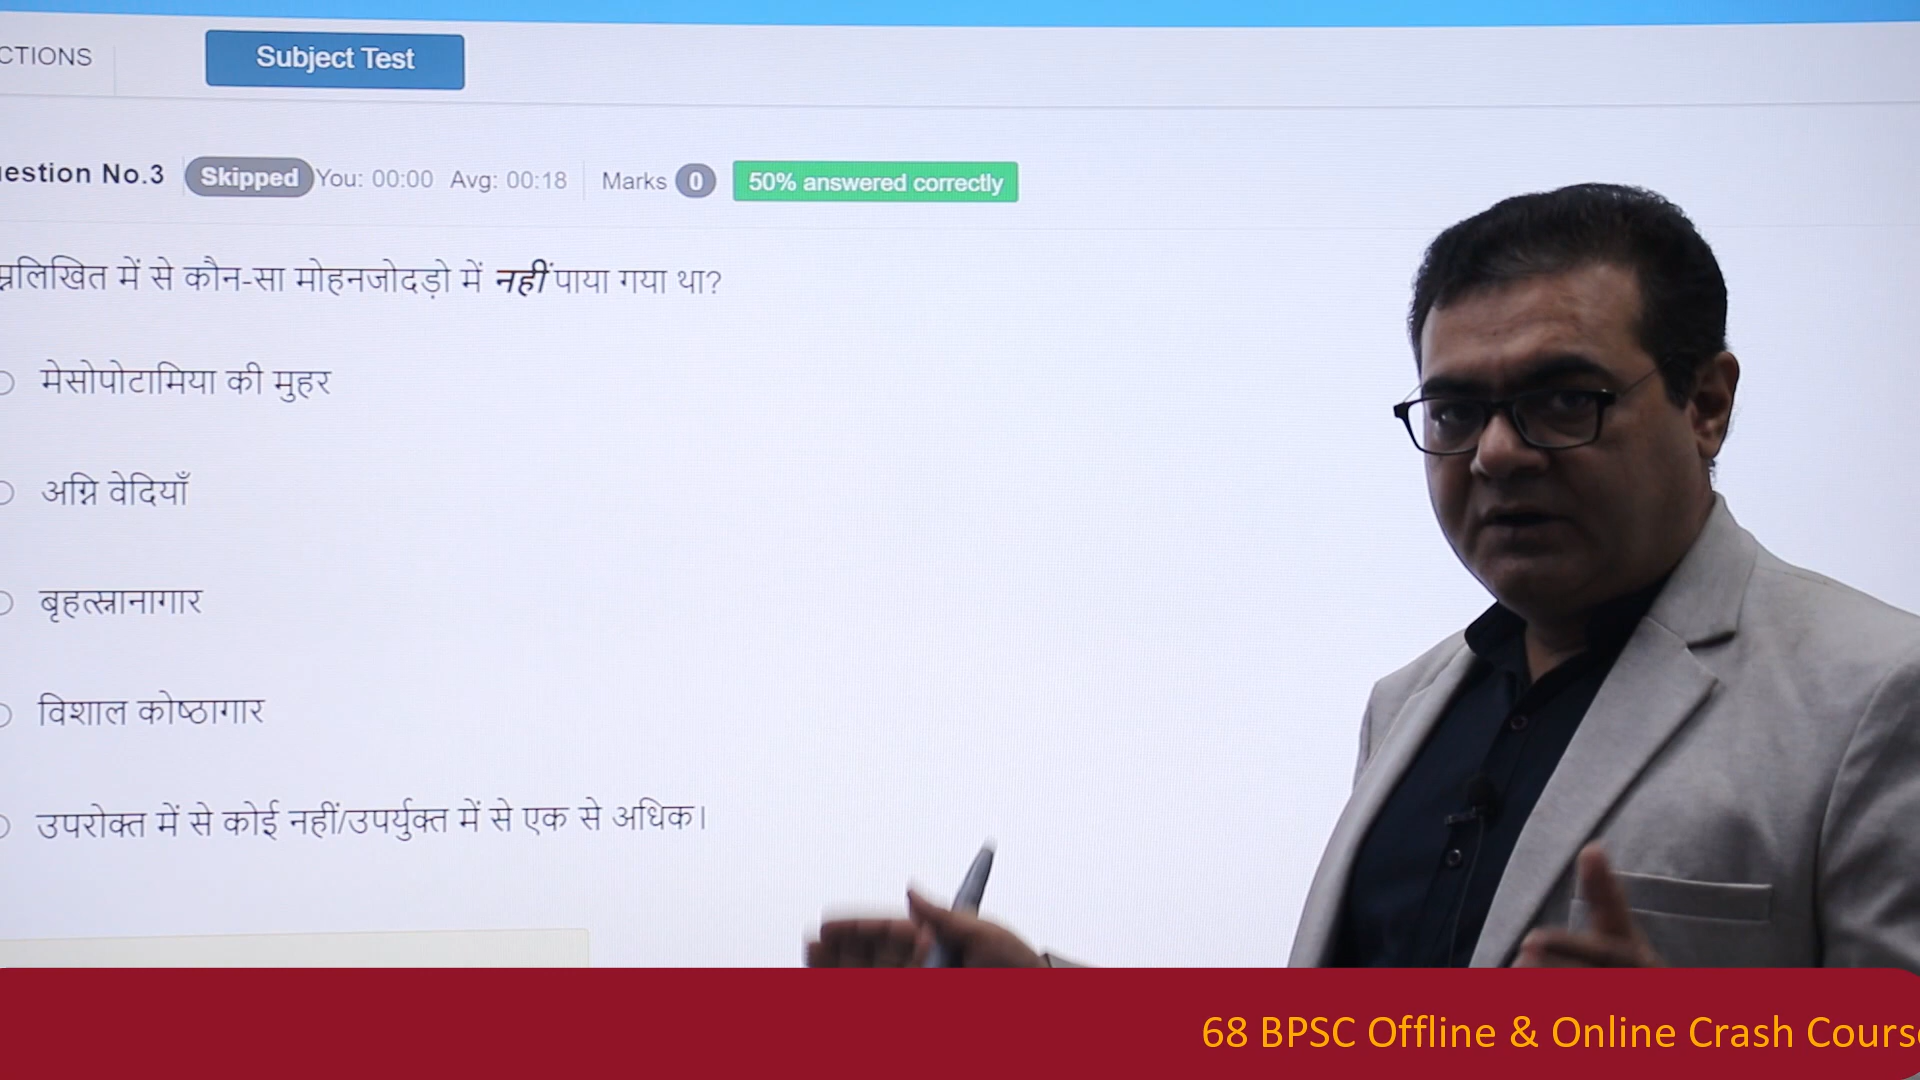 CTIONS
Subject Test
estion No.3 Skipped You: 00:00 Avg: 00:18 Marks 0 50% answered correctly
म्नलिखित में से कौन-सा मोहनजोदड़ो में नहीं पाया गया था?
मेसोपोटामिया की मुहर
अग्नि वेदियाँ
बृहत्स्नानागार
विशाल कोष्ठागार
उपरोक्त में से कोई नहीं/उपर्युक्त में से एक से अधिक।
68 BPSC Offline & Online Crash Cours